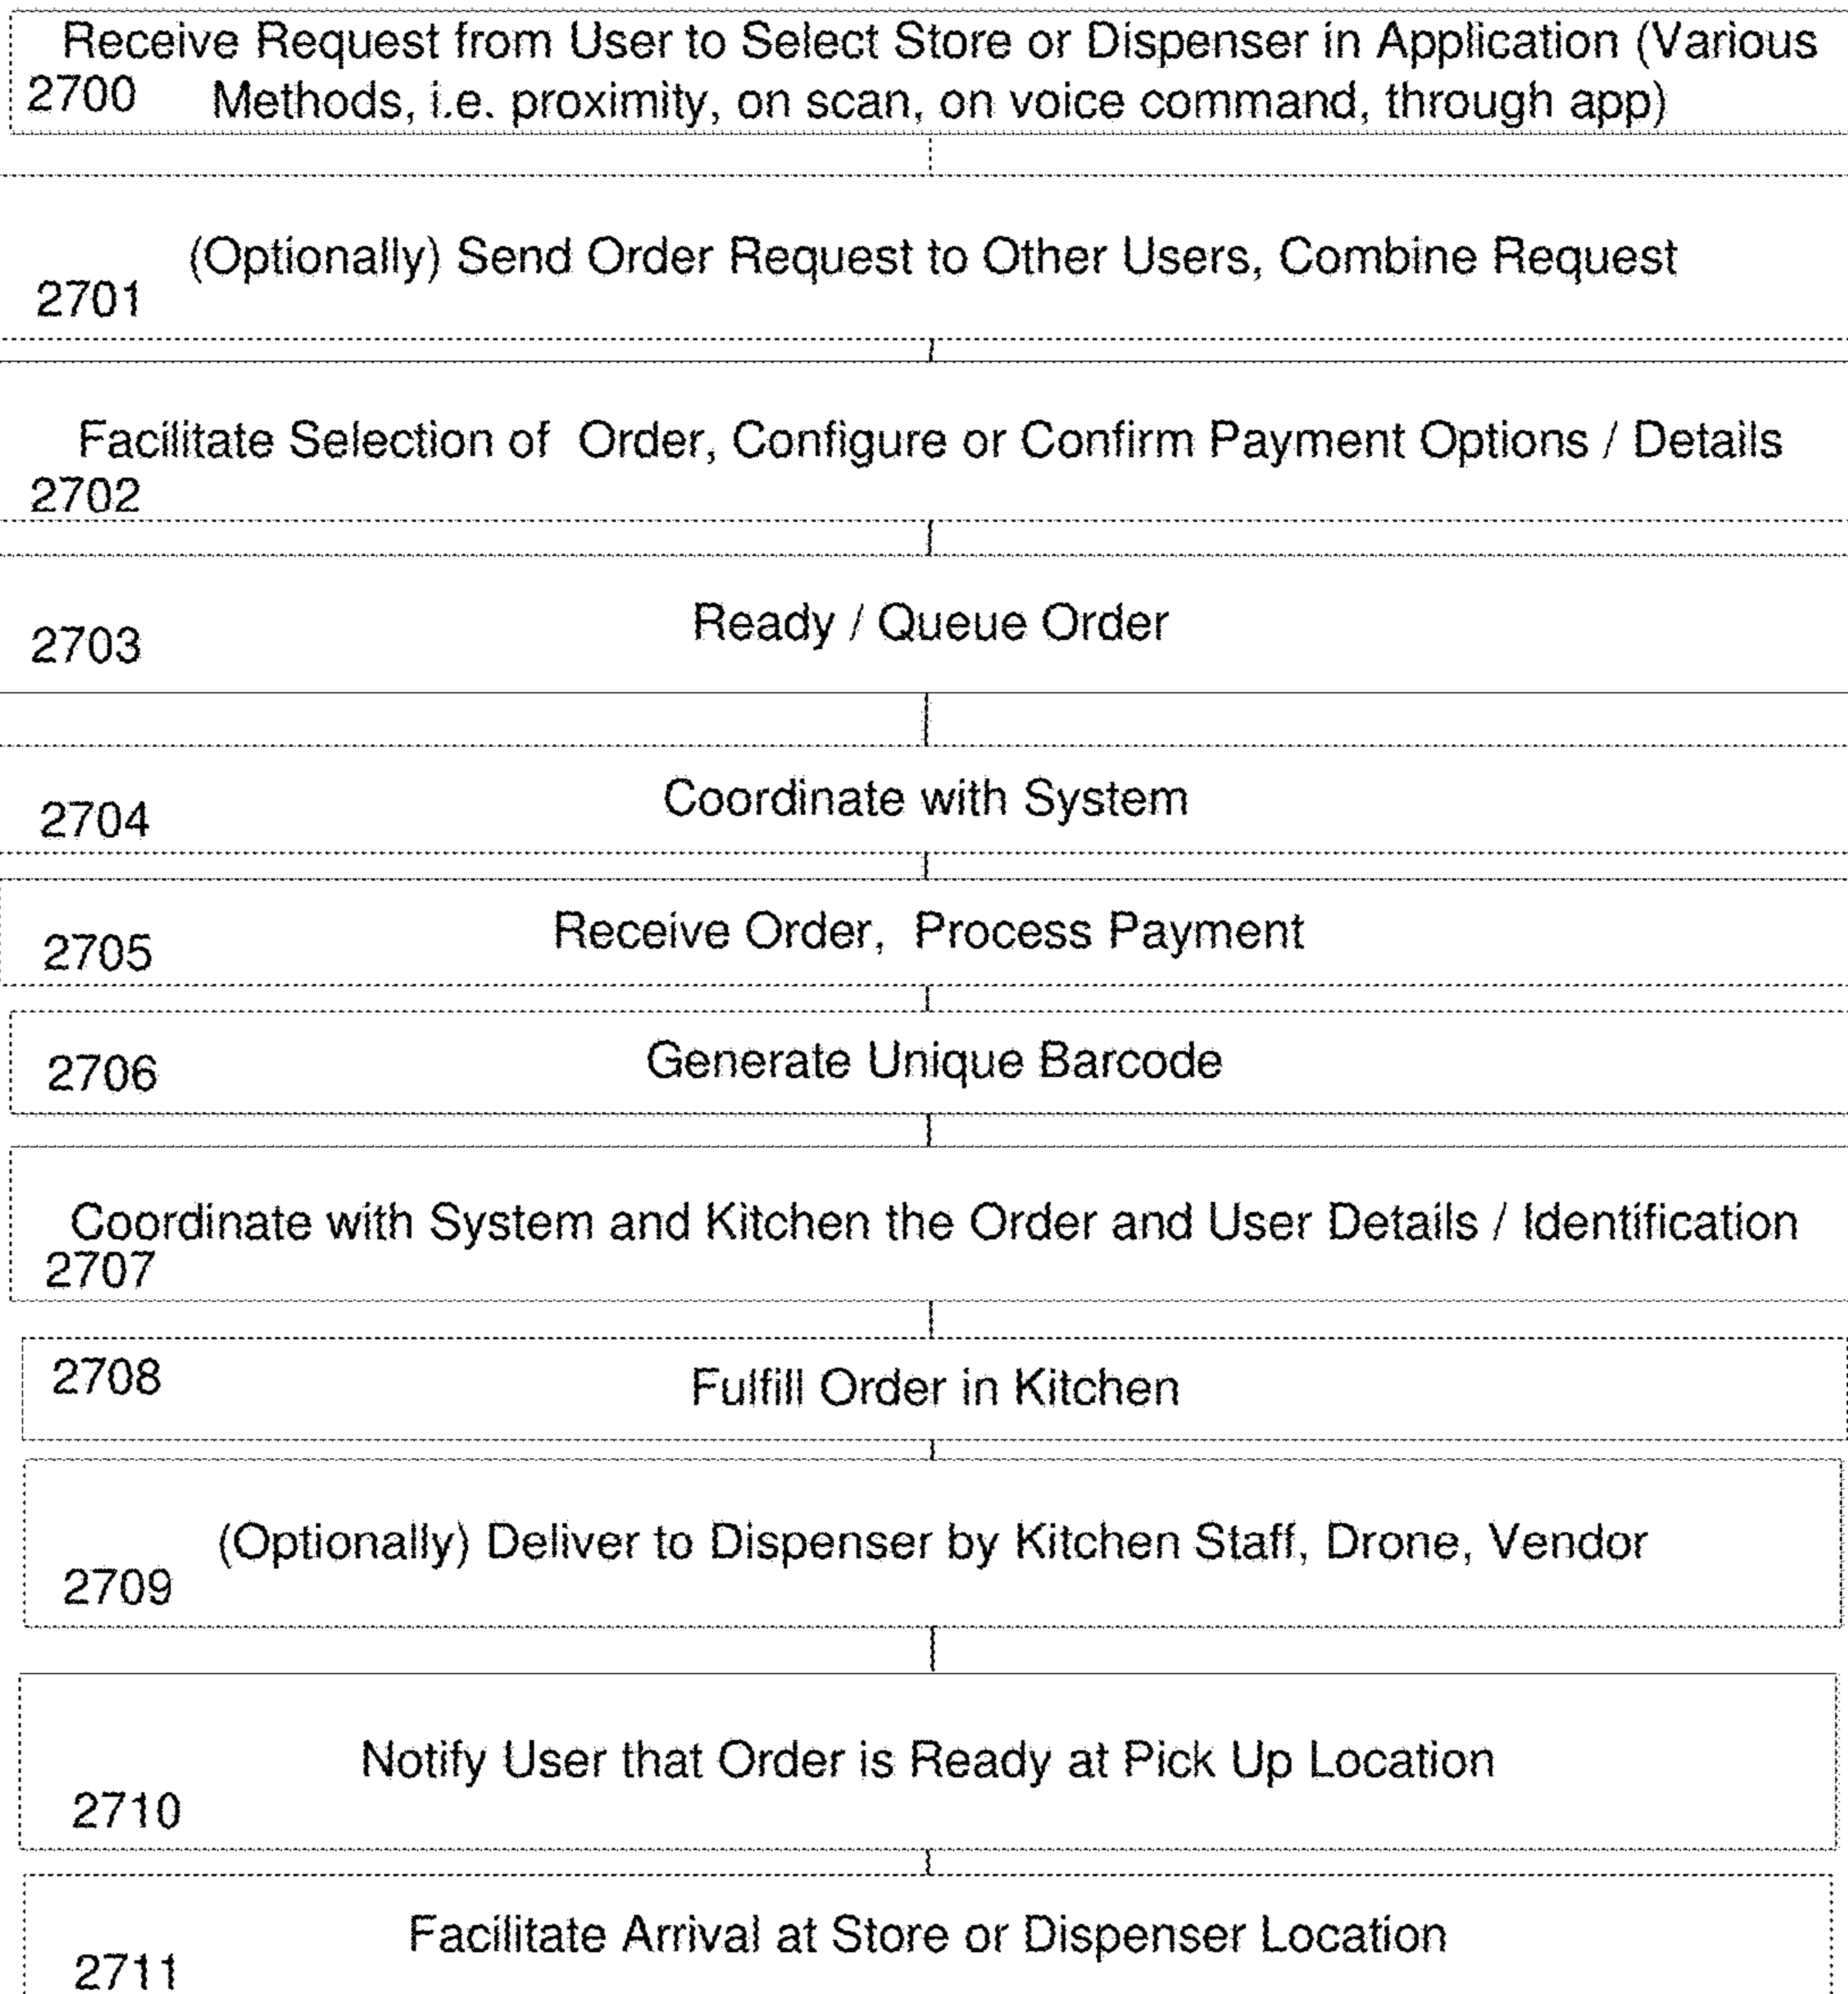 Receive Request from User to Select Store or Dispenser in Application (Various
2700 Methods, i.e. proximity, on scan, on voice command, through app)
(Optionally) Send Order Request to Other Users, Combine Request
2701
Facilitate Selection of Order, Configure or Confirm Payment Options / Details
2702
Ready / Queue Order
2703
Coordinate with System
2704
Receive Order, Process Payment
2705
Generate Unique Barcode
2706
Coordinate with System and Kitchen the Order and User Details / Identification
2707
2708
Fulfill Order in Kitchen
(Optionally) Deliver to Dispenser by Kitchen Staff, Drone, Vendor
2709
Notify User that Order is Ready at Pick Up Location
2710
Facilitate Arrival at Store or Dispenser Location
2711